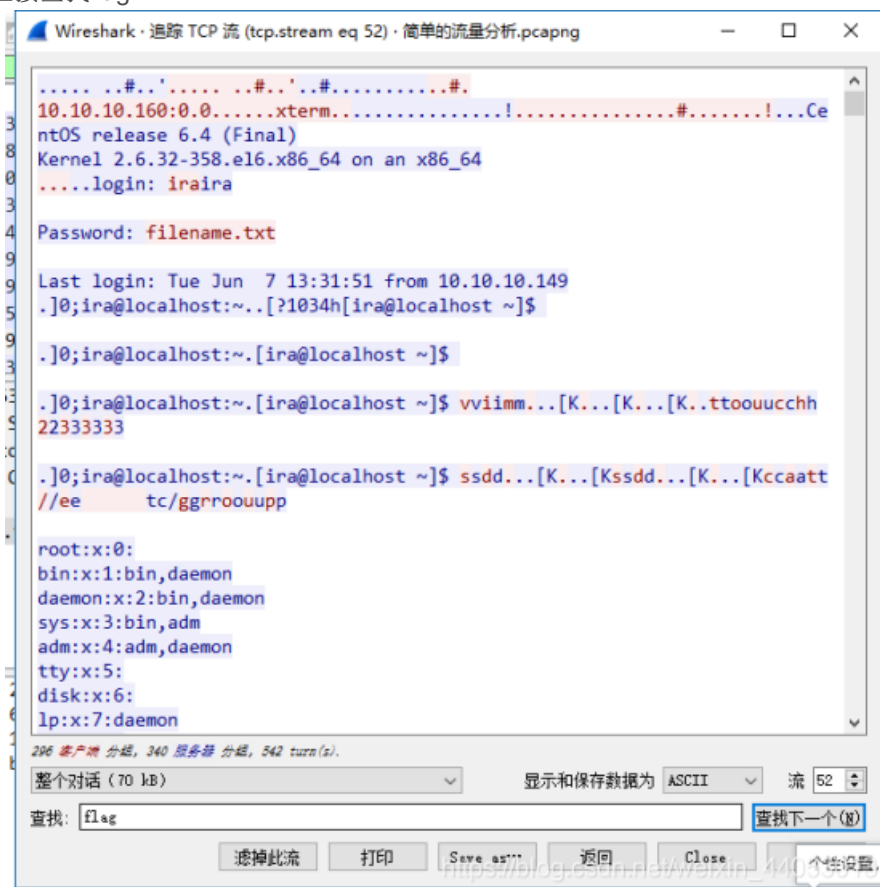 Wireshark · 追踪 TCP 流 (tcp.stream eq 52) · 简单的流量分析.pcapng
..... ..#..'..... ..#..'..#...........#.
10.10.10.160:0.0......xterm...............!...............#.......!...Ce
ntOS release 6.4 (Final)
Kernel 2.6.32-358.el6.x86_64 on an x86_64
.....login: iraira
Password: filename.txt
Last login: Tue Jun  7 13:31:51 from 10.10.10.149
.]0;ira@localhost:~..[?1034h[ira@localhost ~]$
.]0;ira@localhost:~.[ira@localhost ~]$
.]0;ira@localhost:~.[ira@localhost ~]$ vviimm...[K...[K...[K..ttoouucchh
22333333
.]0;ira@localhost:~.[ira@localhost ~]$ ssdd...[K...[Kssdd...[K...[Kccaatt
//ee      tc/ggrroouupp
root:x:0:
bin:x:1:bin,daemon
daemon:x:2:bin,daemon
sys:x:3:bin,adm
adm:x:4:adm,daemon
tty:x:5:
disk:x:6:
lp:x:7:daemon
296 客户端 分组, 340 服务器 分组, 542 turn(s).
整个对话 (70 kB) 显示和保存数据为 ASCII 流 52
查找: flag 查找下一个(N)
滤掉此流 打印 Save as… 返回 Close 个性设置,